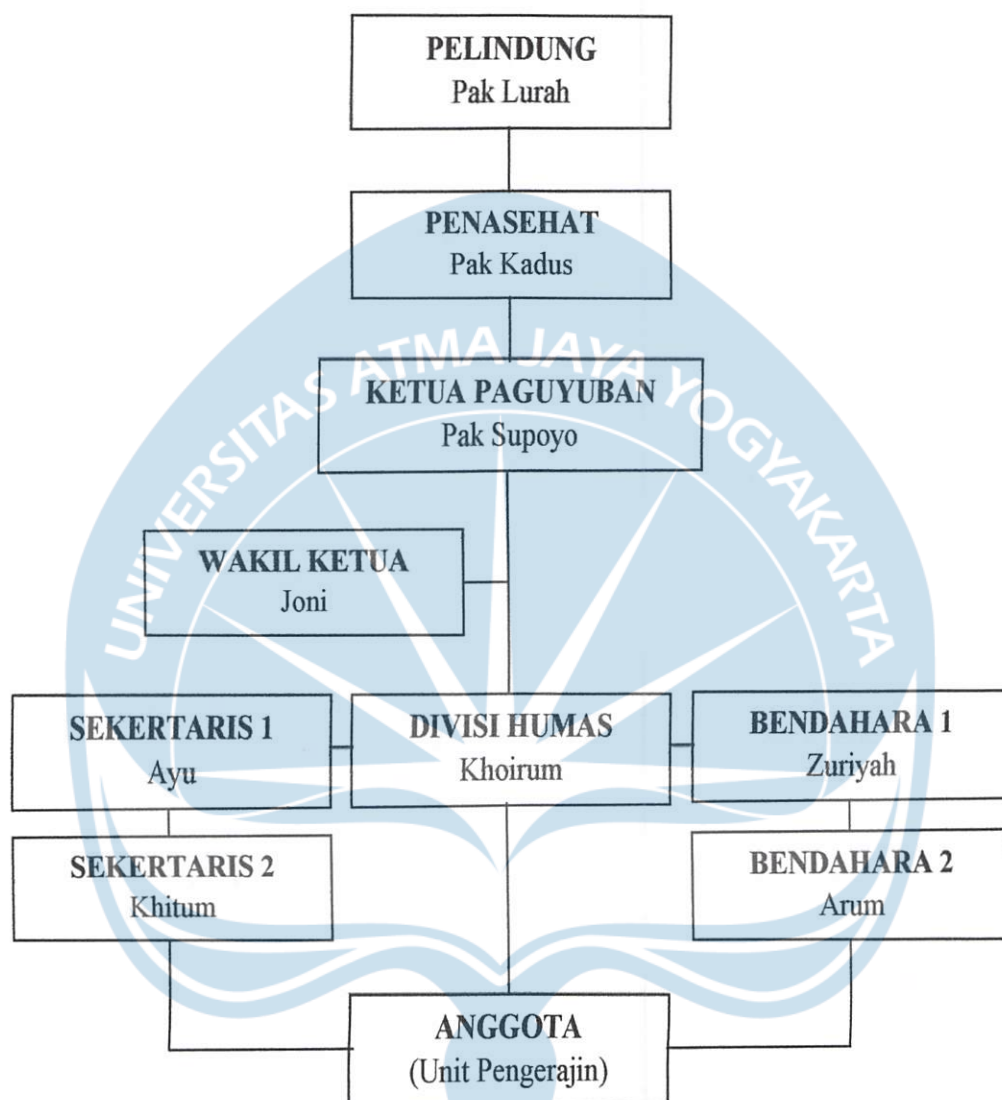 PELINDUNG
Pak Lurah
PENASEHAT
Pak Kadus
UNIVERSITAS ATMA JAYA YOGYAKARTA
KETUA PAGUYUBAN
Pak Supoyo
WAKIL KETUA
Joni
SEKERTARIS 1
Ayu
DIVISI HUMAS
Khoirum
BENDAHARA 1
Zuriyah
SEKERTARIS 2
Khitum
BENDAHARA 2
Arum
ANGGOTA
(Unit Pengerajin)